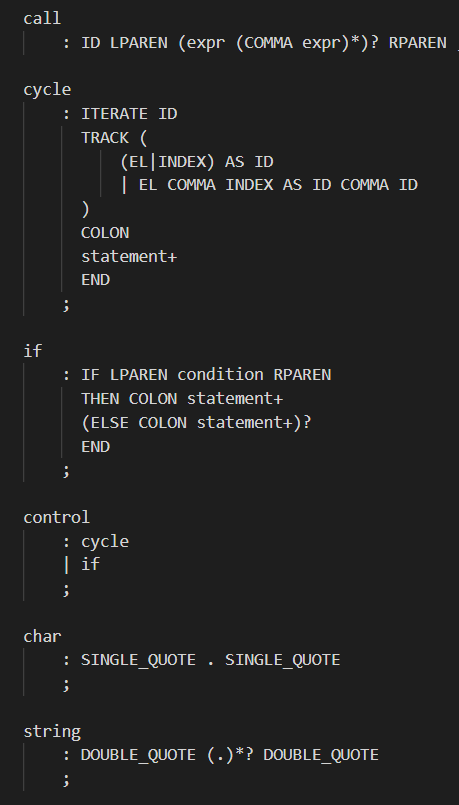 call
: ID LPAREN (expr (COMMA expr)*)? RPAREN
cycle
: ITERATE ID
TRACK (
(EL|INDEX) AS ID
| EL COMMA INDEX AS ID COMMA ID
)
COLON
statement+
END
;
if
: IF LPAREN condition RPAREN
THEN COLON statement+
(ELSE COLON statement+)?
END
;
control
: cycle
| if
;
char
: SINGLE_QUOTE . SINGLE_QUOTE
;
string
: DOUBLE_QUOTE (.)*? DOUBLE_QUOTE
;